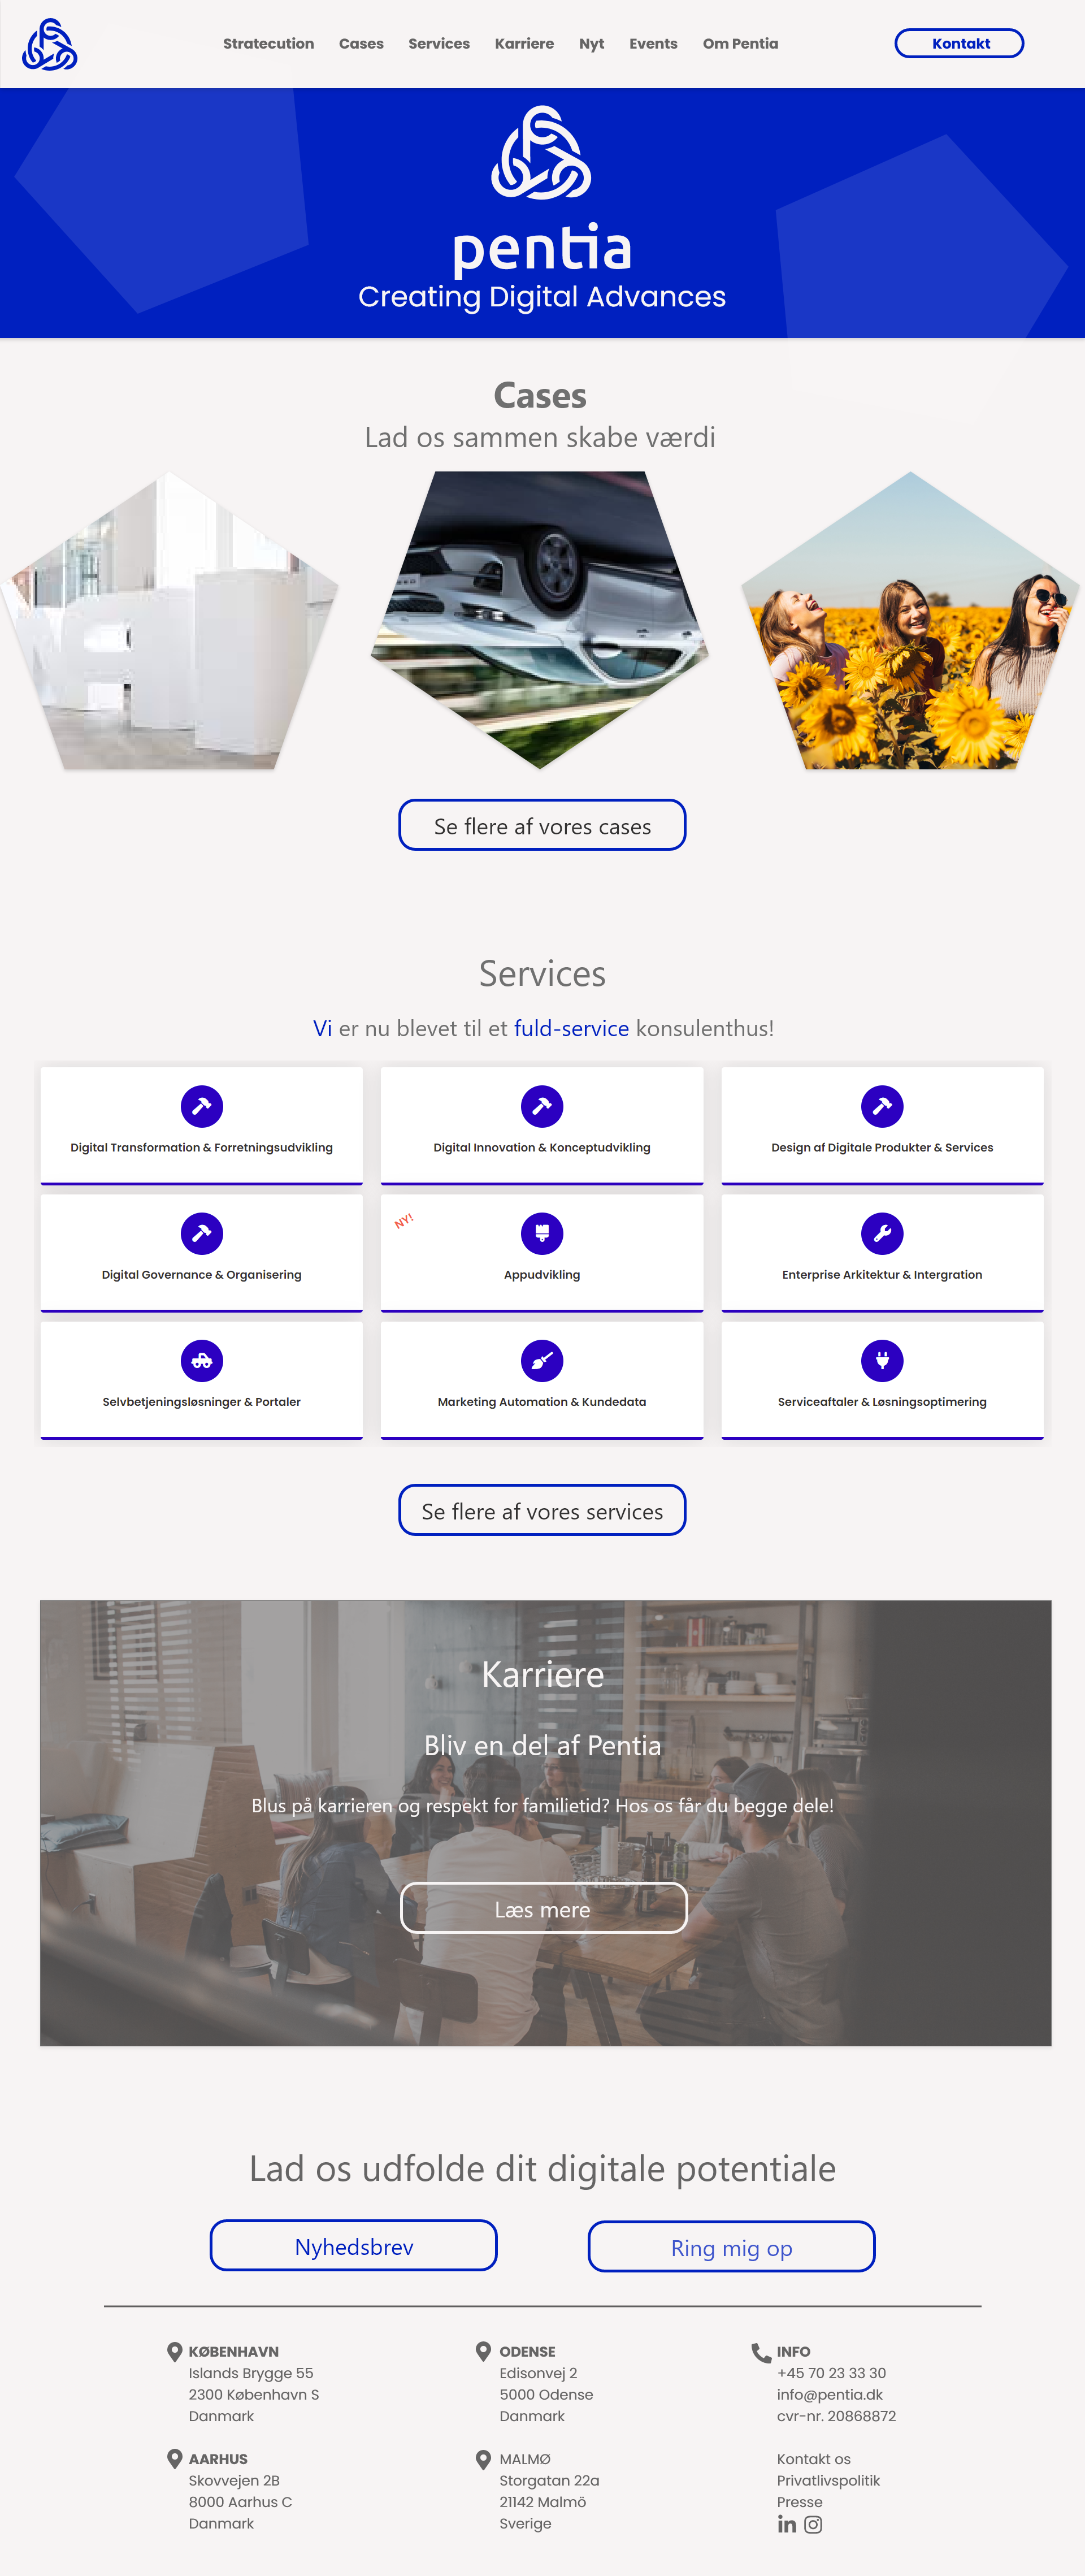 Stratecution Cases Services Karriere Nyt Events Om Pentia Kontakt
pentia
Creating Digital Advances
Cases
Lad os sammen skabe værdi
Se flere af vores cases
Services
Vi er nu blevet til et fuld-service konsulenthus!
Digital Transformation & Forretningsudvikling
Digital Innovation & Konceptudvikling
Design af Digitale Produkter & Services
Digital Governance & Organisering
NY!
Appudvikling
Enterprise Arkitektur & Intergration
Selvbetjeningsløsninger & Portaler
Marketing Automation & Kundedata
Serviceaftaler & Løsningsoptimering
Se flere af vores services
Karriere
Bliv en del af Pentia
Blus på karrieren og respekt for familietid? Hos os får du begge dele!
Læs mere
Lad os udfolde dit digitale potentiale
Nyhedsbrev
Ring mig op
KØBENHAVN
Islands Brygge 55
2300 København S
Danmark
AARHUS
Skovvejen 2B
8000 Aarhus C
Danmark
ODENSE
Edisonvej 2
5000 Odense
Danmark
MALMØ
Storgatan 22a
21142 Malmö
Sverige
INFO
+45 70 23 33 30
info@pentia.dk
cvr-nr. 20868872
Kontakt os
Privatlivspolitik
Presse
in